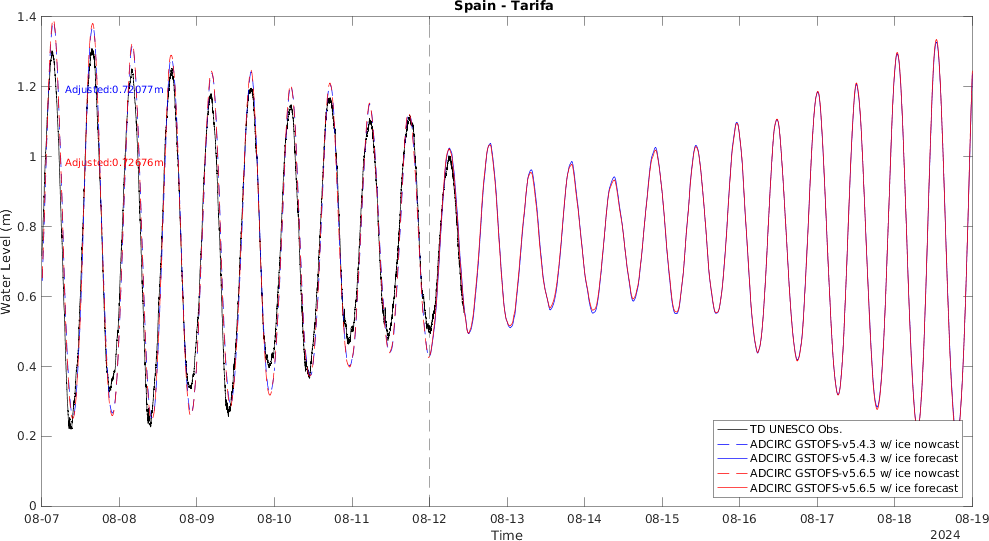 Spain - Tarifa
1.4
1.2
1
0.8
0.6
0.4
0.2
0
Water Level (m)
Adjusted:0.72077m
Adjusted:0.72676m
TD UNESCO Obs.
ADCIRC GSTOFS-v5.4.3 w/ ice nowcast
ADCIRC GSTOFS-v5.4.3 w/ ice forecast
ADCIRC GSTOFS-v5.6.5 w/ ice nowcast
ADCIRC GSTOFS-v5.6.5 w/ ice forecast
08-07 08-08 08-09 08-10 08-11 08-12 08-13 08-14 08-15 08-16 08-17 08-18 08-19
Time
2024